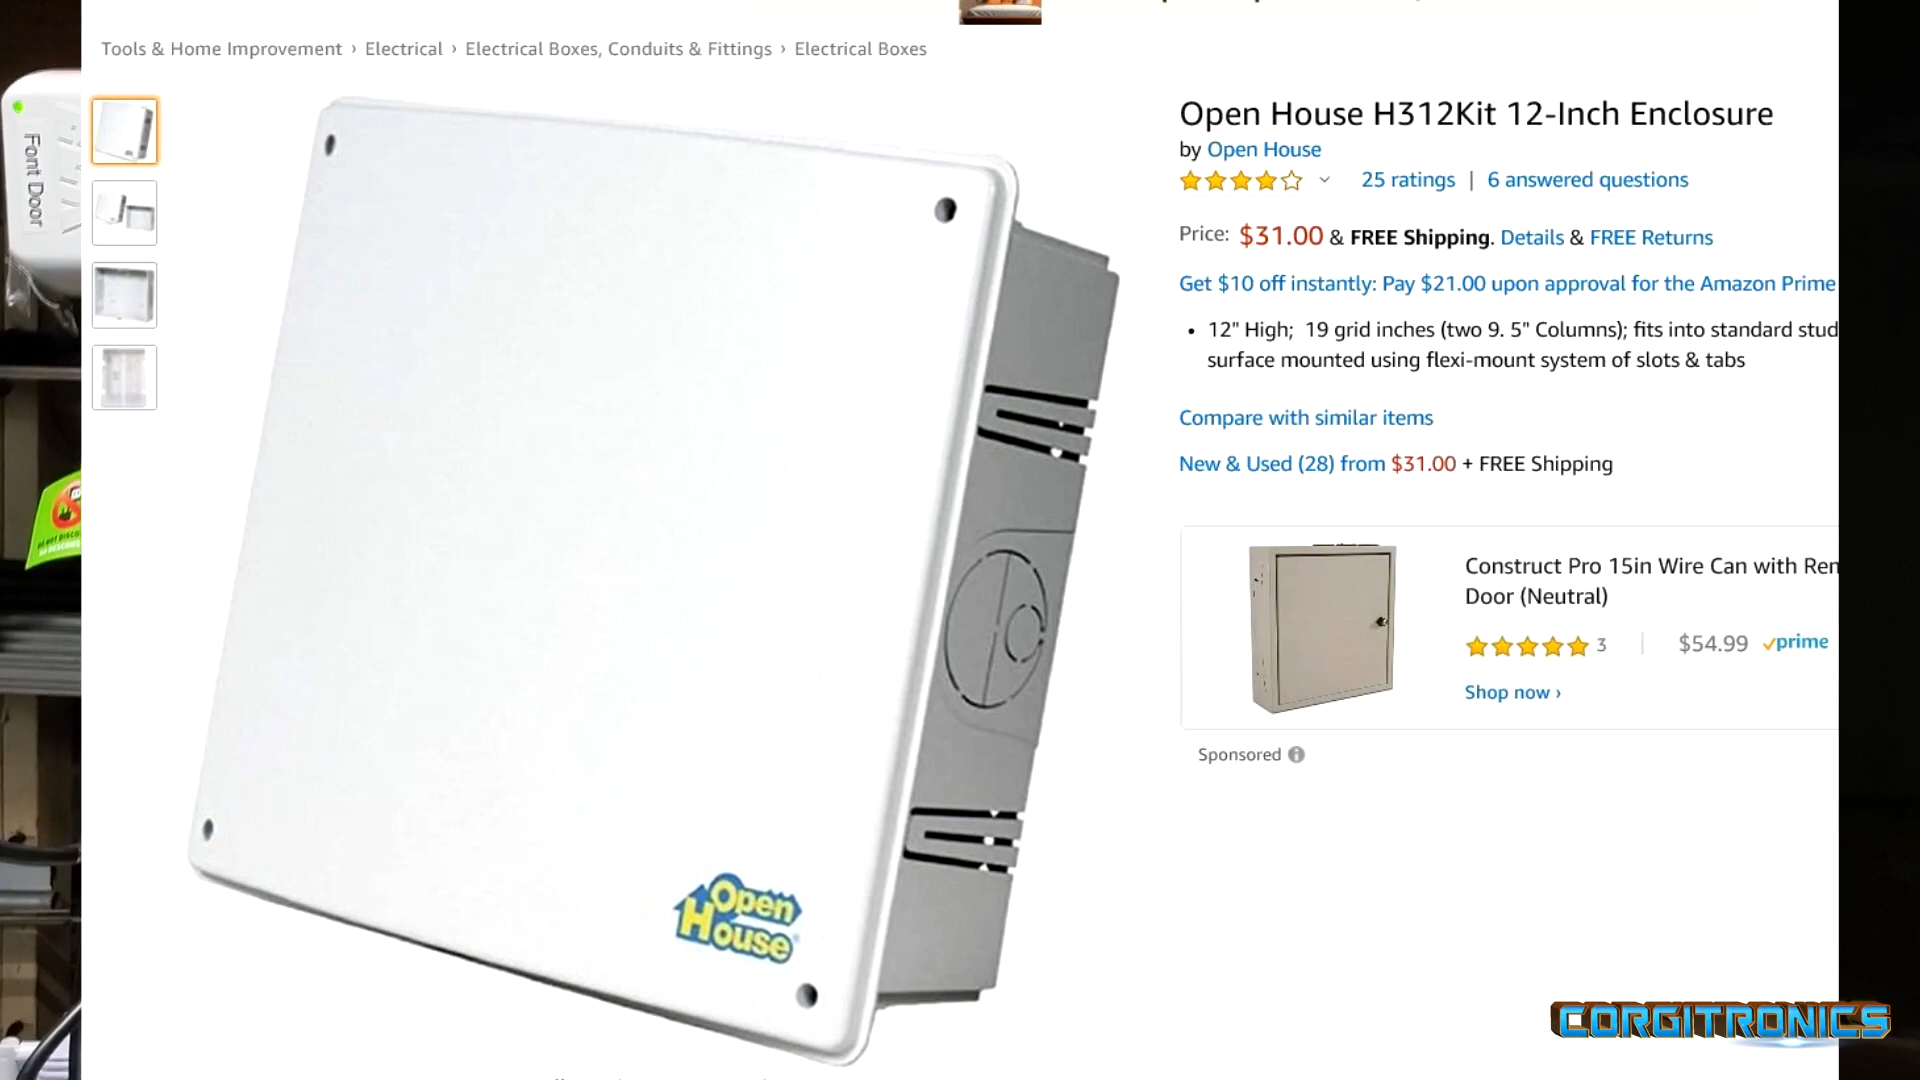 Tools & Home Improvement › Electrical › Electrical Boxes, Conduits & Fittings › Electrical Boxes
Font Door
Open House H312Kit 12-Inch Enclosure
by Open House
25 ratings | 6 answered questions
Price: $31.00 & FREE Shipping. Details & FREE Returns
Get $10 off instantly: Pay $21.00 upon approval for the Amazon Prime
• 12" High; 19 grid inches (two 9. 5" Columns); fits into standard stud
surface mounted using flexi-mount system of slots & tabs
Compare with similar items
New & Used (28) from $31.00 + FREE Shipping
Construct Pro 15in Wire Can with Ren
Door (Neutral)
3 | $54.99 prime
Shop now ›
Sponsored
Open
House
CORGITRONICS